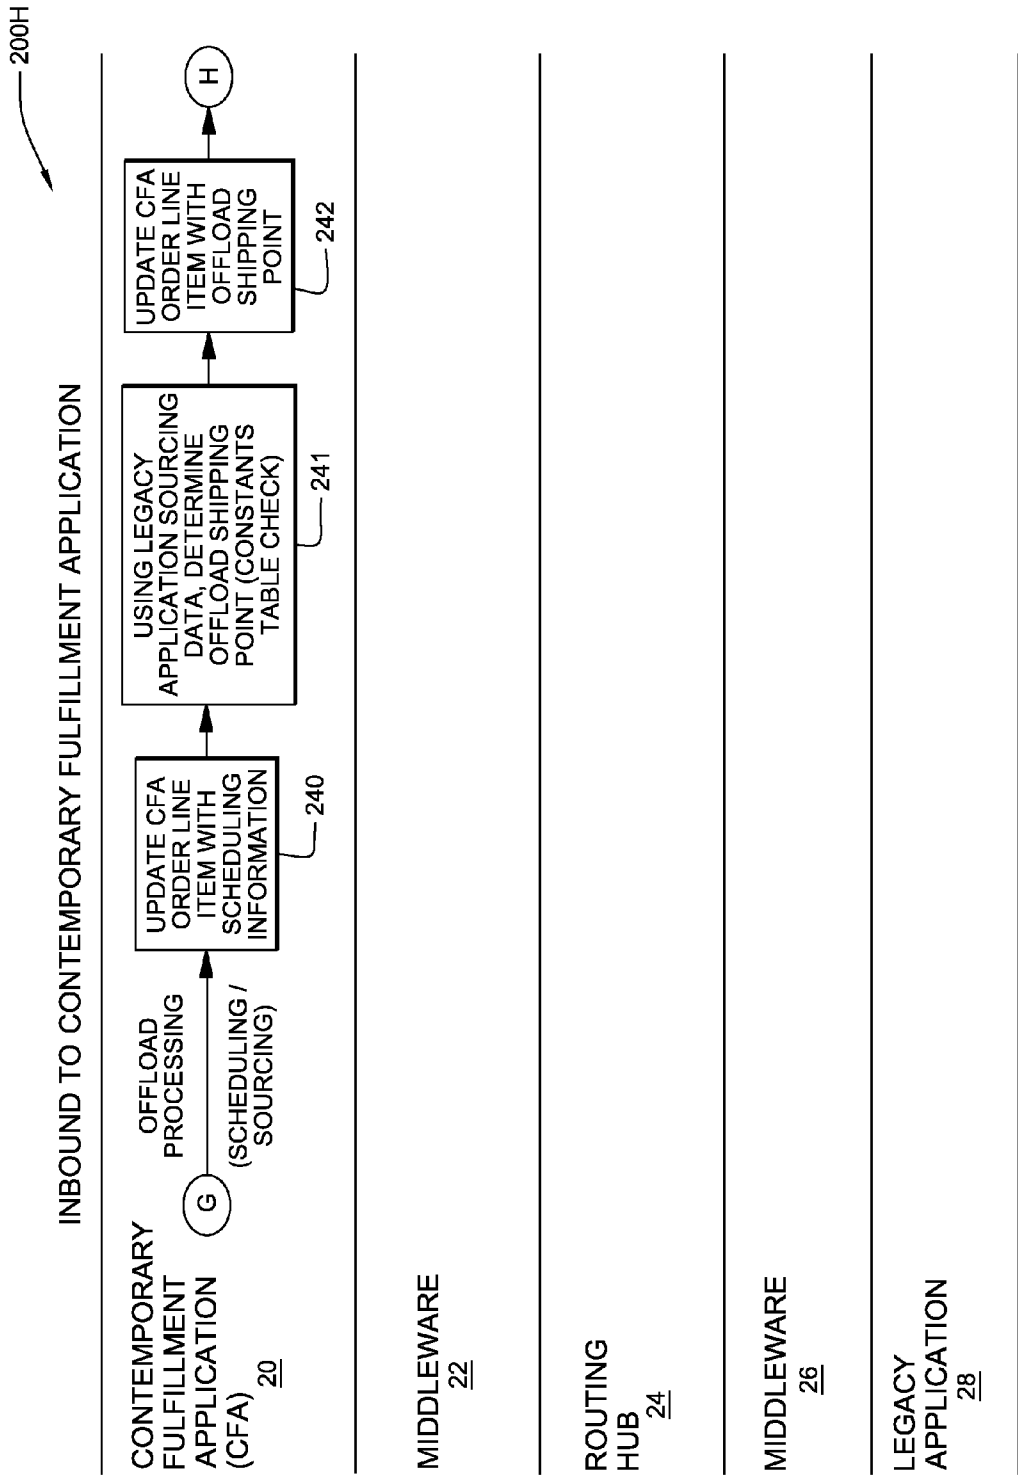 200H
INBOUND TO CONTEMPORARY FULFILLMENT APPLICATION
CONTEMPORARY
FULFILLMENT
APPLICATION
(CFA)
20
G
OFFLOAD
PROCESSING
(SCHEDULING /
SOURCING)
UPDATE CFA
ORDER LINE
ITEM WITH
SCHEDULING
INFORMATION
240
USING LEGACY
APPLICATION SOURCING
DATA, DETERMINE
OFFLOAD SHIPPING
POINT (CONSTANTS
TABLE CHECK)
241
UPDATE CFA
ORDER LINE
ITEM WITH
OFFLOAD
SHIPPING
POINT
242
H
MIDDLEWARE
22
ROUTING
HUB
24
MIDDLEWARE
26
LEGACY
APPLICATION
28